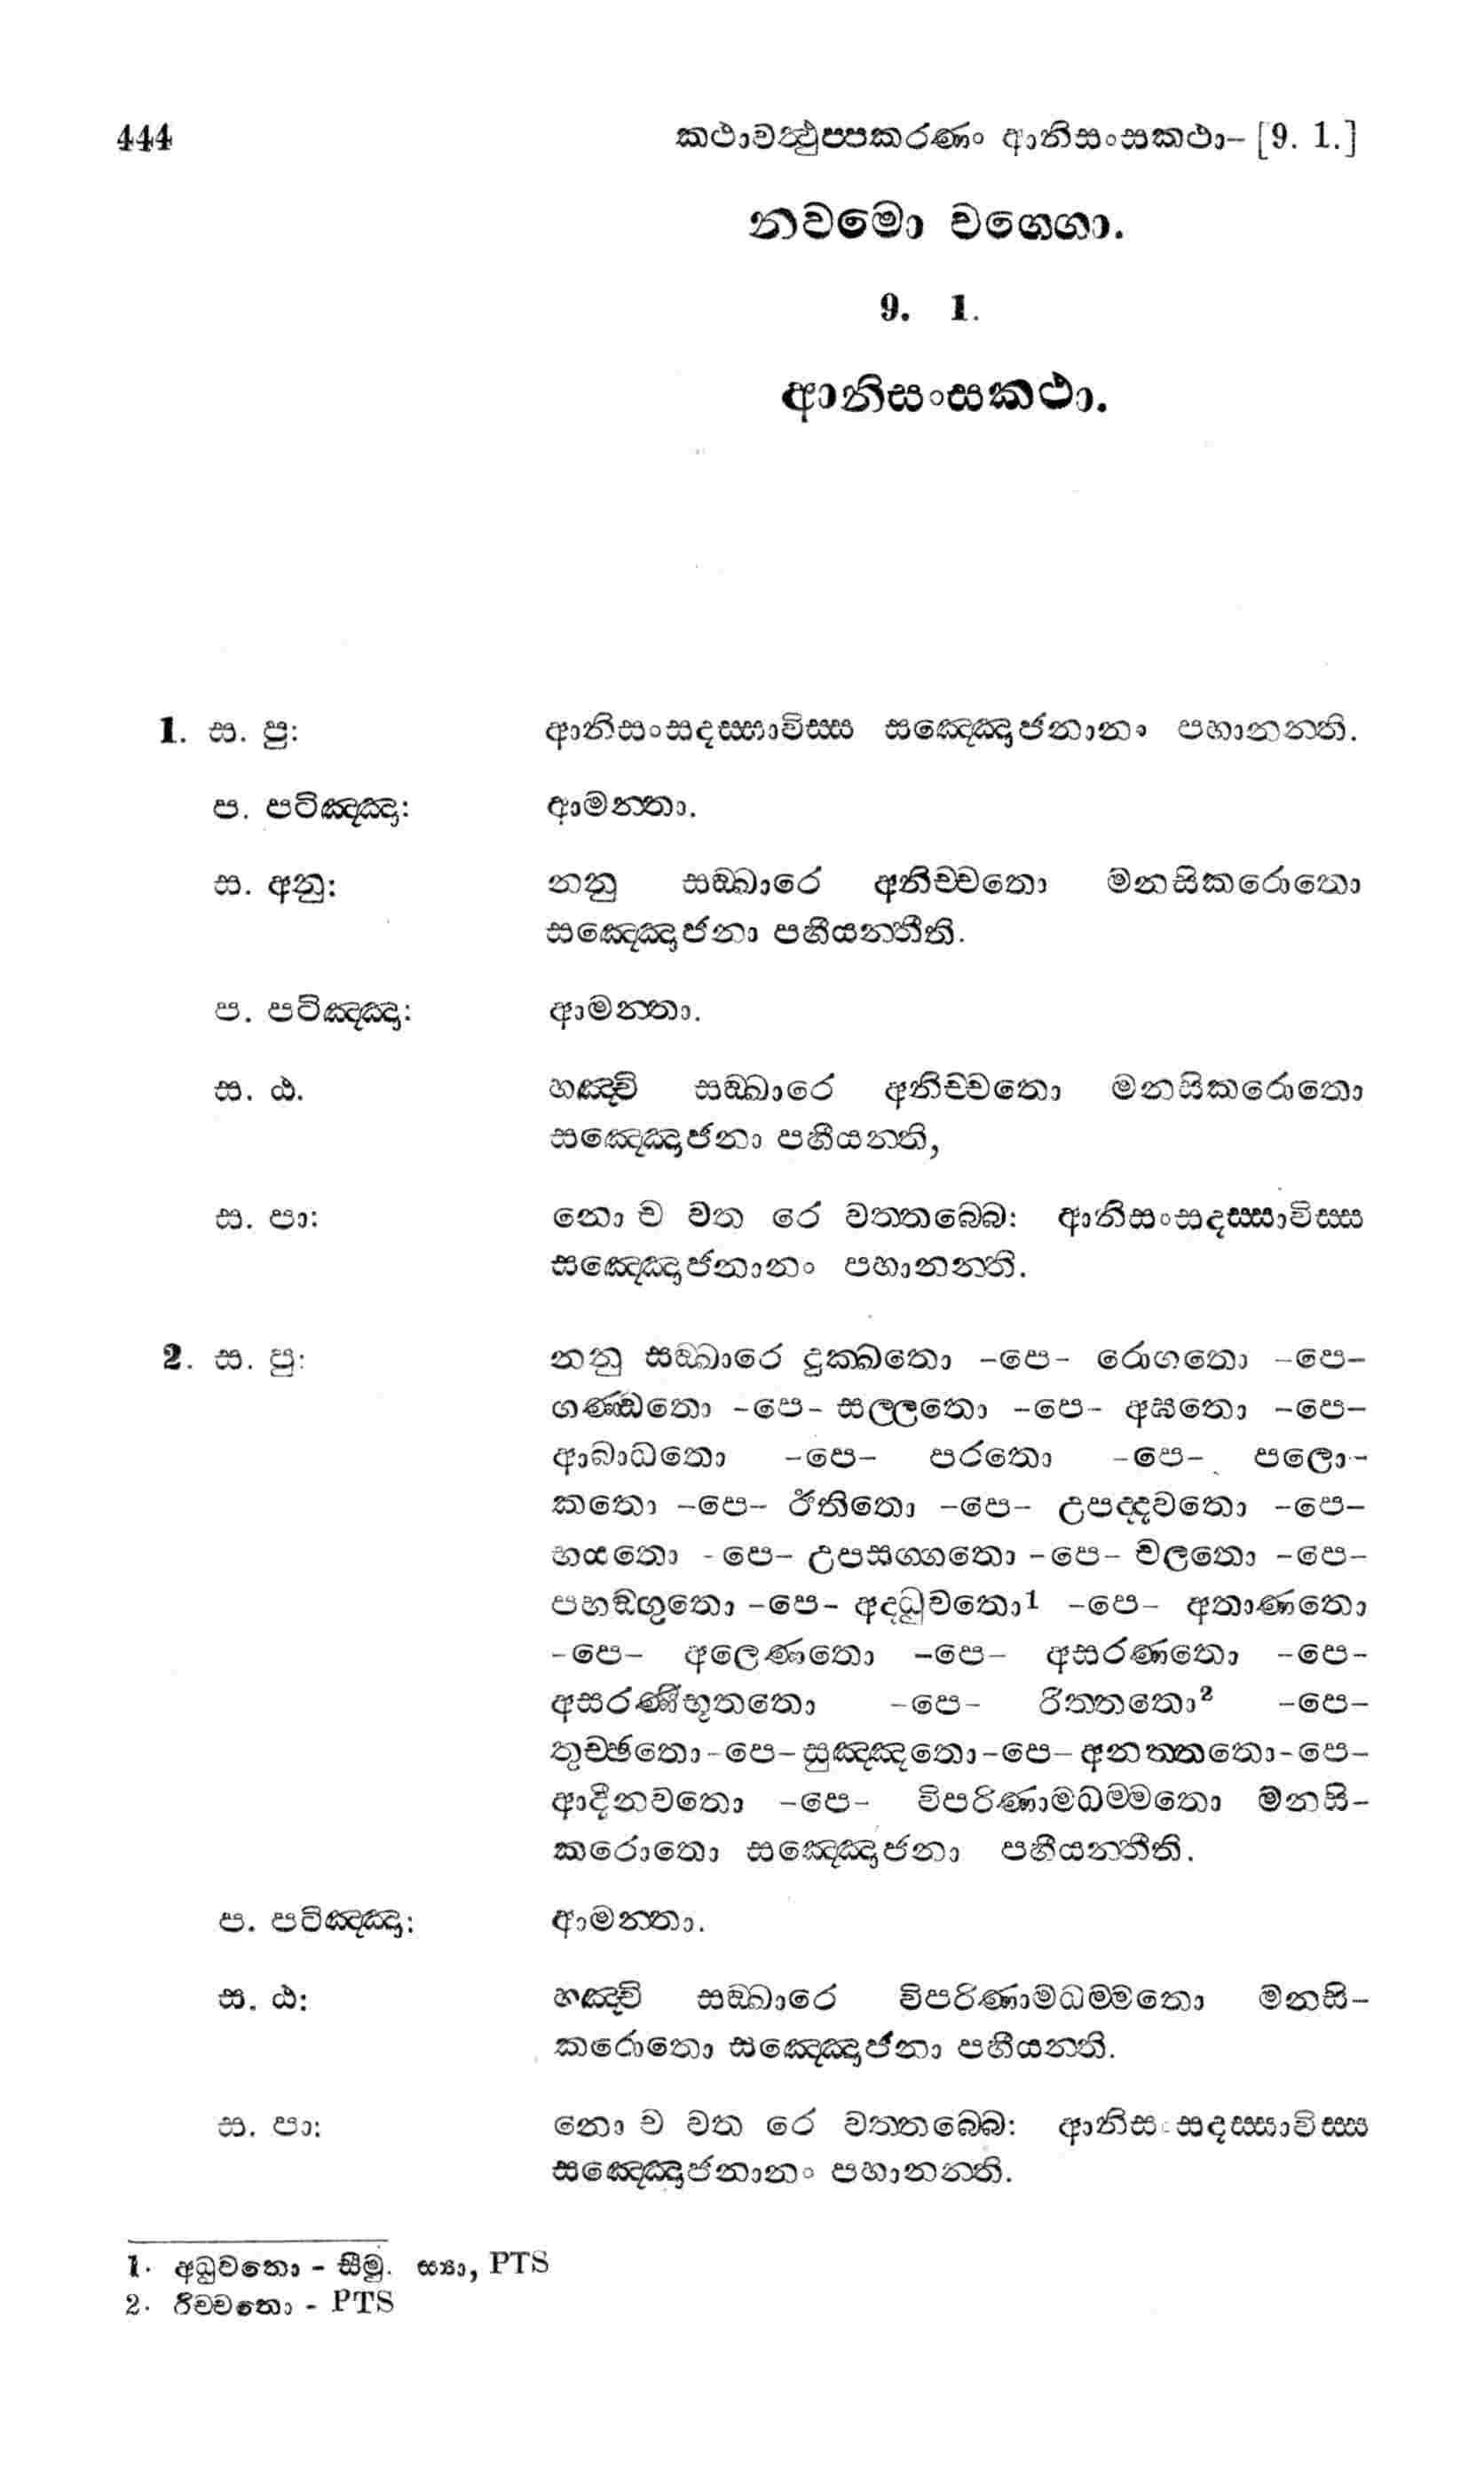 444 කථාවත්ථුප්පකරණං ආනිසංසකථා– [9. 1.]
නවමො වග්ගො.
9. 1.
ආනිසංසකථා.
1. ස. පු: ආනිසංසදස්සාවිස්ස සඤ්ඤොජනානං පහානන්ති.
ප. පටිඤ්ඤා: ආමන්තා.
ස. අනු: නනු සඞ්ඛාරෙ අනිච්චතො මනසිකරොතො
සඤ්ඤොජනා පහීයන්තීති.
ප. පටිඤ්ඤා: ආමන්තා.
ස. ඨ. හඤ්චි සඞ්ඛාරෙ අනිච්චතො මනසිකරොතො
සඤ්ඤොජනා පහීයන්ති,
ස. පා: නො ච වත රෙ වත්තබ්බෙ: ආනිසංසදස්සාවිස්ස
සඤ්ඤොජනානං පහානන්ති.
2. ස. පු: නනු සඞ්ඛාරෙ දුක්ඛතො –පෙ– රොගතො –පෙ–
ගණ්ඩතො –පෙ– සල්ලතො –පෙ– අඝතො –පෙ–
ආබාධතො –පෙ– පරතො –පෙ– පලො–
කතො –පෙ– ඊතිතො –පෙ– උපද්දවතො –පෙ–
භයතො –පෙ– උපසග්ගතො –පෙ– චලතො –පෙ–
පභඞ්ගුතො –පෙ– අද්ධුවතො1 –පෙ– අතාණතො
–පෙ– අලෙණතො –පෙ– අසරණතො –පෙ–
අසරණීභූතතො –පෙ– රිත්තතො2 –පෙ–
තුච්ඡතො–පෙ–සුඤ්ඤතො–පෙ–අනත්තතො–පෙ–
ආදීනවතො –පෙ– විපරිණාමධම්මතො මනසි–
කරොතො සඤ්ඤොජනා පහීයන්තීති.
ප. පටිඤ්ඤා: ආමන්තා.
ස. ඨ: හඤ්චි සඞ්ඛාරෙ විපරිණාමධම්මතො මනසි–
කරොතො සඤ්ඤොජනා පහීයන්ති.
ස. පා: නො ච වත රෙ වත්තබ්බෙ: ආනිසංසදස්සාවිස්ස
සඤ්ඤොජනානං පහානන්ති.
1. අධුවතො – සීමු. ස්‍යා, PTS
2. රිච්චතො – PTS